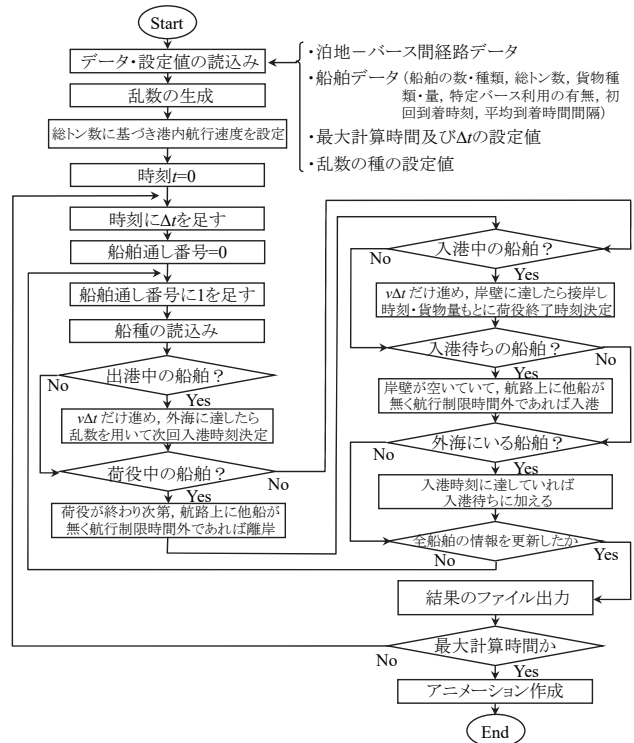 Start
データ・設定値の読込み
・泊地－バース間経路データ
・船舶データ（船舶の数・種類, 総トン数, 貨物種
類・量, 特定バース利用の有無, 初
回到着時刻, 平均到着時間間隔）
・最大計算時間及びΔtの設定値
・乱数の種の設定値
乱数の生成
総トン数に基づき港内航行速度を設定
時刻t=0
時刻にΔtを足す
船舶通し番号=0
船舶通し番号に1を足す
船種の読込み
出港中の船舶？
No
Yes
vΔtだけ進め, 外海に達したら
乱数を用いて次回入港時刻決定
荷役中の船舶？
No
Yes
荷役が終わり次第, 航路上に他船が
無く航行制限時間外であれば離岸
入港中の船舶？
No
Yes
vΔtだけ進め, 岸壁に達したら接岸し
時刻・貨物量もとに荷役終了時刻決定
入港待ちの船舶？
No
Yes
岸壁が空いていて, 航路上に他船が
無く航行制限時間外であれば入港
外海にいる船舶？
No
Yes
入港時刻に達していれば
入港待ちに加える
全船舶の情報を更新したか
No
Yes
結果のファイル出力
最大計算時間か
No
Yes
アニメーション作成
End